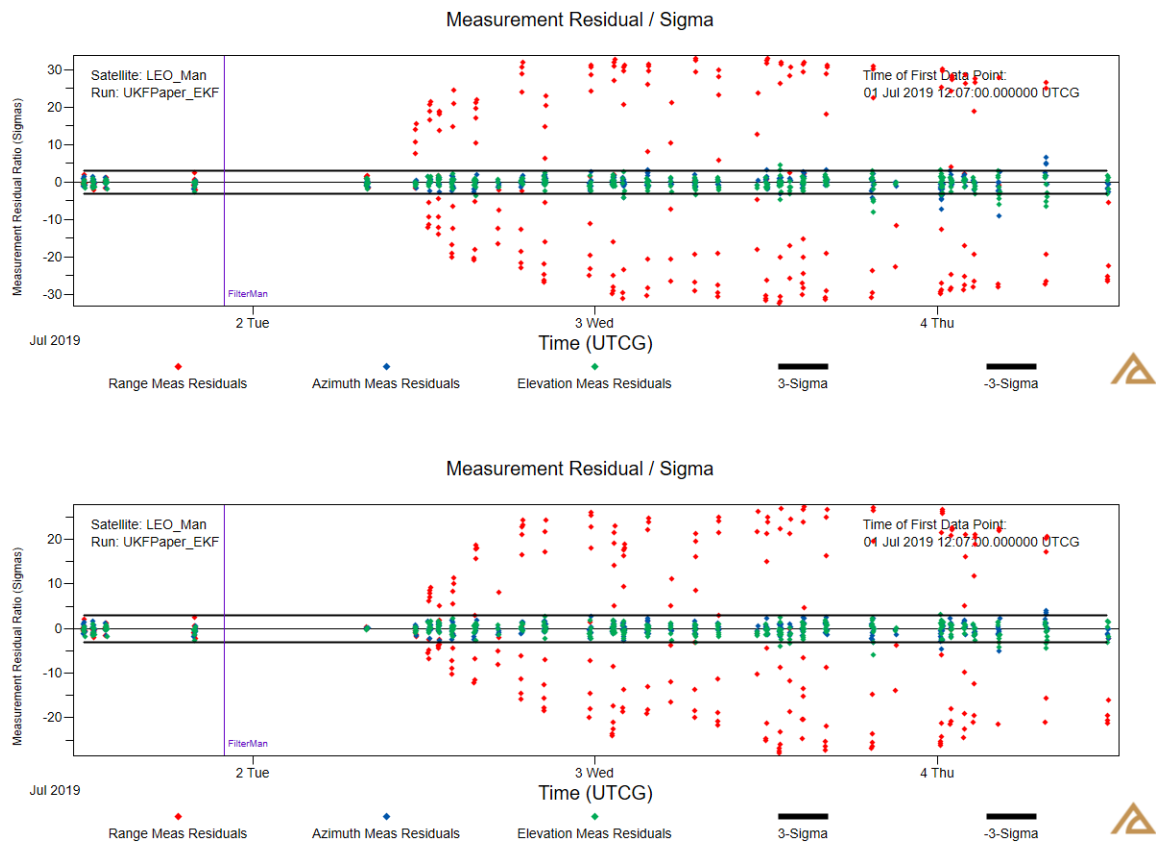 Measurement Residual / Sigma
Measurement Residual Ratio (Sigmas)
30
20
10
0
-10
-20
-30
Satellite: LEO_Man
Run: UKFPaper_EKF
Time of First Data Point:
01 Jul 2019 12:07:00.000000 UTCG
FilterMan
2 Tue
3 Wed
4 Thu
Jul 2019
Time (UTCG)
Range Meas Residuals
Azimuth Meas Residuals
Elevation Meas Residuals
3-Sigma
-3-Sigma
Measurement Residual / Sigma
Measurement Residual Ratio (Sigmas)
20
10
0
-10
-20
Satellite: LEO_Man
Run: UKFPaper_EKF
Time of First Data Point:
01 Jul 2019 12:07:00.000000 UTCG
FilterMan
2 Tue
3 Wed
4 Thu
Jul 2019
Time (UTCG)
Range Meas Residuals
Azimuth Meas Residuals
Elevation Meas Residuals
3-Sigma
-3-Sigma